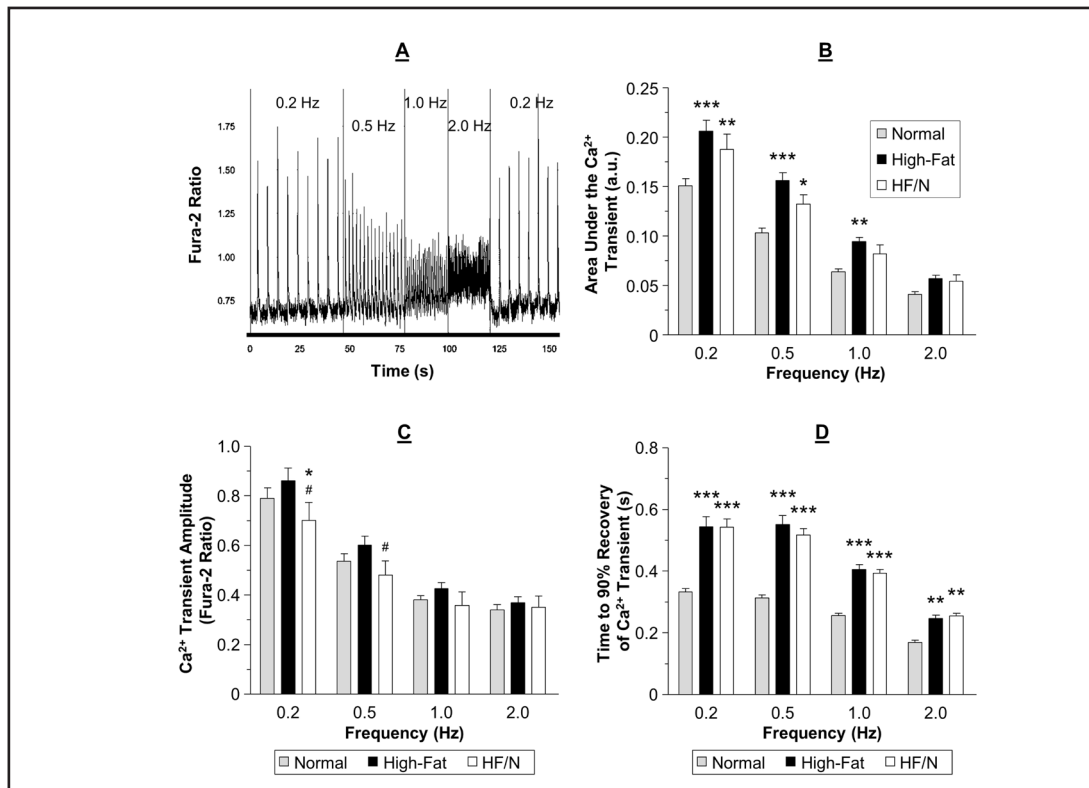 A
0.2 Hz
0.5 Hz
1.0 Hz
2.0 Hz
0.2 Hz
1.75
1.50
1.25
1.00
0.75
Fura-2 Ratio
0 25 50 75 100 125 150
Time (s)
B
0.25
0.20
0.15
0.10
0.05
0
Area Under the Ca²⁺
Transient (a.u.)
*** **
*** *
**
Normal
High-Fat
HF/N
0.2 0.5 1.0 2.0
Frequency (Hz)
C
1.0
0.8
0.6
0.4
0.2
0
Ca²⁺ Transient Amplitude
(Fura-2 Ratio)
*
#
#
0.2 0.5 1.0 2.0
Frequency (Hz)
Normal High-Fat HF/N
D
0.8
0.6
0.4
0.2
0
Time to 90% Recovery
of Ca²⁺ Transient (s)
*** ***
*** ***
*** ***
** **
0.2 0.5 1.0 2.0
Frequency (Hz)
Normal High-Fat HF/N